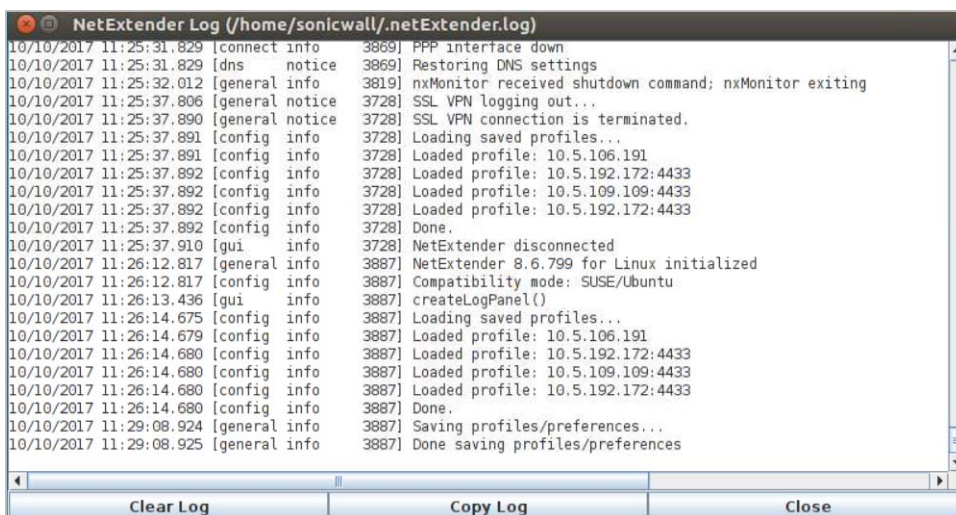 NetExtender Log (/home/sonicwall/.netExtender.log)
10/10/2017 11:25:31.829 [connect info 3869] PPP interface down
10/10/2017 11:25:31.829 [dns notice 3869] Restoring DNS settings
10/10/2017 11:25:32.012 [general info 3819] nxMonitor received shutdown command; nxMonitor exiting
10/10/2017 11:25:37.806 [general notice 3728] SSL VPN logging out...
10/10/2017 11:25:37.890 [general notice 3728] SSL VPN connection is terminated.
10/10/2017 11:25:37.891 [config info 3728] Loading saved profiles...
10/10/2017 11:25:37.891 [config info 3728] Loaded profile: 10.5.106.191
10/10/2017 11:25:37.892 [config info 3728] Loaded profile: 10.5.192.172:4433
10/10/2017 11:25:37.892 [config info 3728] Loaded profile: 10.5.109.109:4433
10/10/2017 11:25:37.892 [config info 3728] Loaded profile: 10.5.192.172:4433
10/10/2017 11:25:37.892 [config info 3728] Done.
10/10/2017 11:25:37.910 [gui info 3728] NetExtender disconnected
10/10/2017 11:26:12.817 [general info 3887] NetExtender 8.6.799 for Linux initialized
10/10/2017 11:26:12.817 [config info 3887] Compatibility mode: SUSE/Ubuntu
10/10/2017 11:26:13.436 [gui info 3887] createLogPanel()
10/10/2017 11:26:14.675 [config info 3887] Loading saved profiles...
10/10/2017 11:26:14.679 [config info 3887] Loaded profile: 10.5.106.191
10/10/2017 11:26:14.680 [config info 3887] Loaded profile: 10.5.192.172:4433
10/10/2017 11:26:14.680 [config info 3887] Loaded profile: 10.5.109.109:4433
10/10/2017 11:26:14.680 [config info 3887] Loaded profile: 10.5.192.172:4433
10/10/2017 11:26:14.680 [config info 3887] Done.
10/10/2017 11:29:08.924 [general info 3887] Saving profiles/preferences...
10/10/2017 11:29:08.925 [general info 3887] Done saving profiles/preferences
Clear Log Copy Log Close